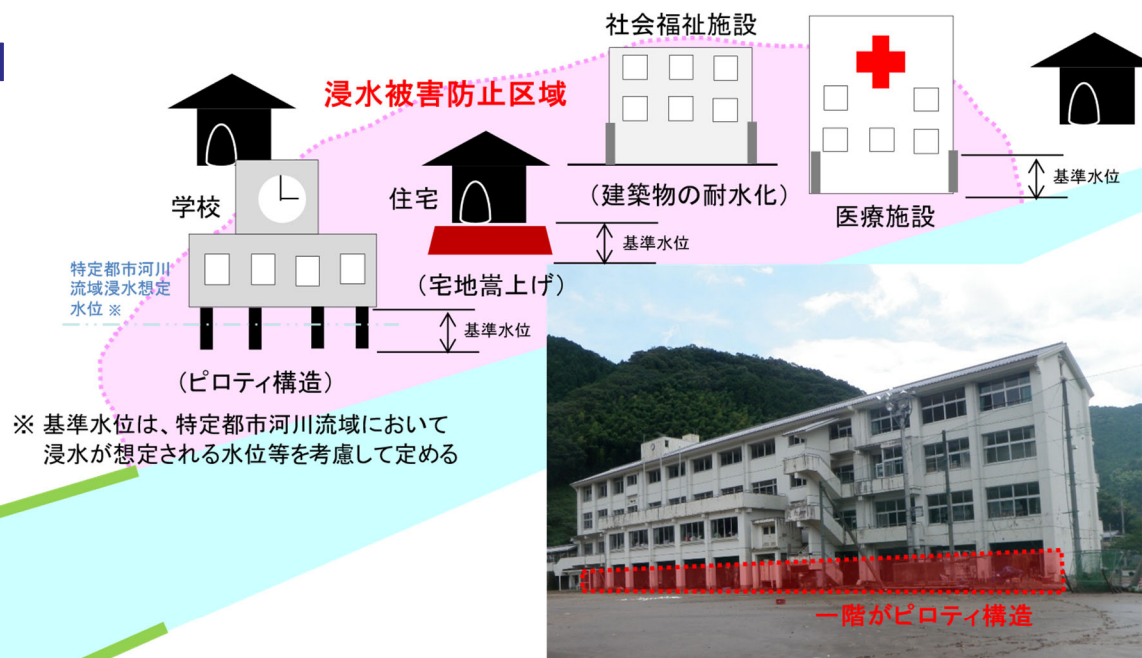 社会福祉施設
浸水被害防止区域
学校
住宅
(建築物の耐水化)
医療施設
基準水位
基準水位
特定都市河川
流域浸水想定
水位 ※
(宅地嵩上げ)
基準水位
(ピロティ構造)
※ 基準水位は、特定都市河川流域において
浸水が想定される水位等を考慮して定める
一階がピロティ構造